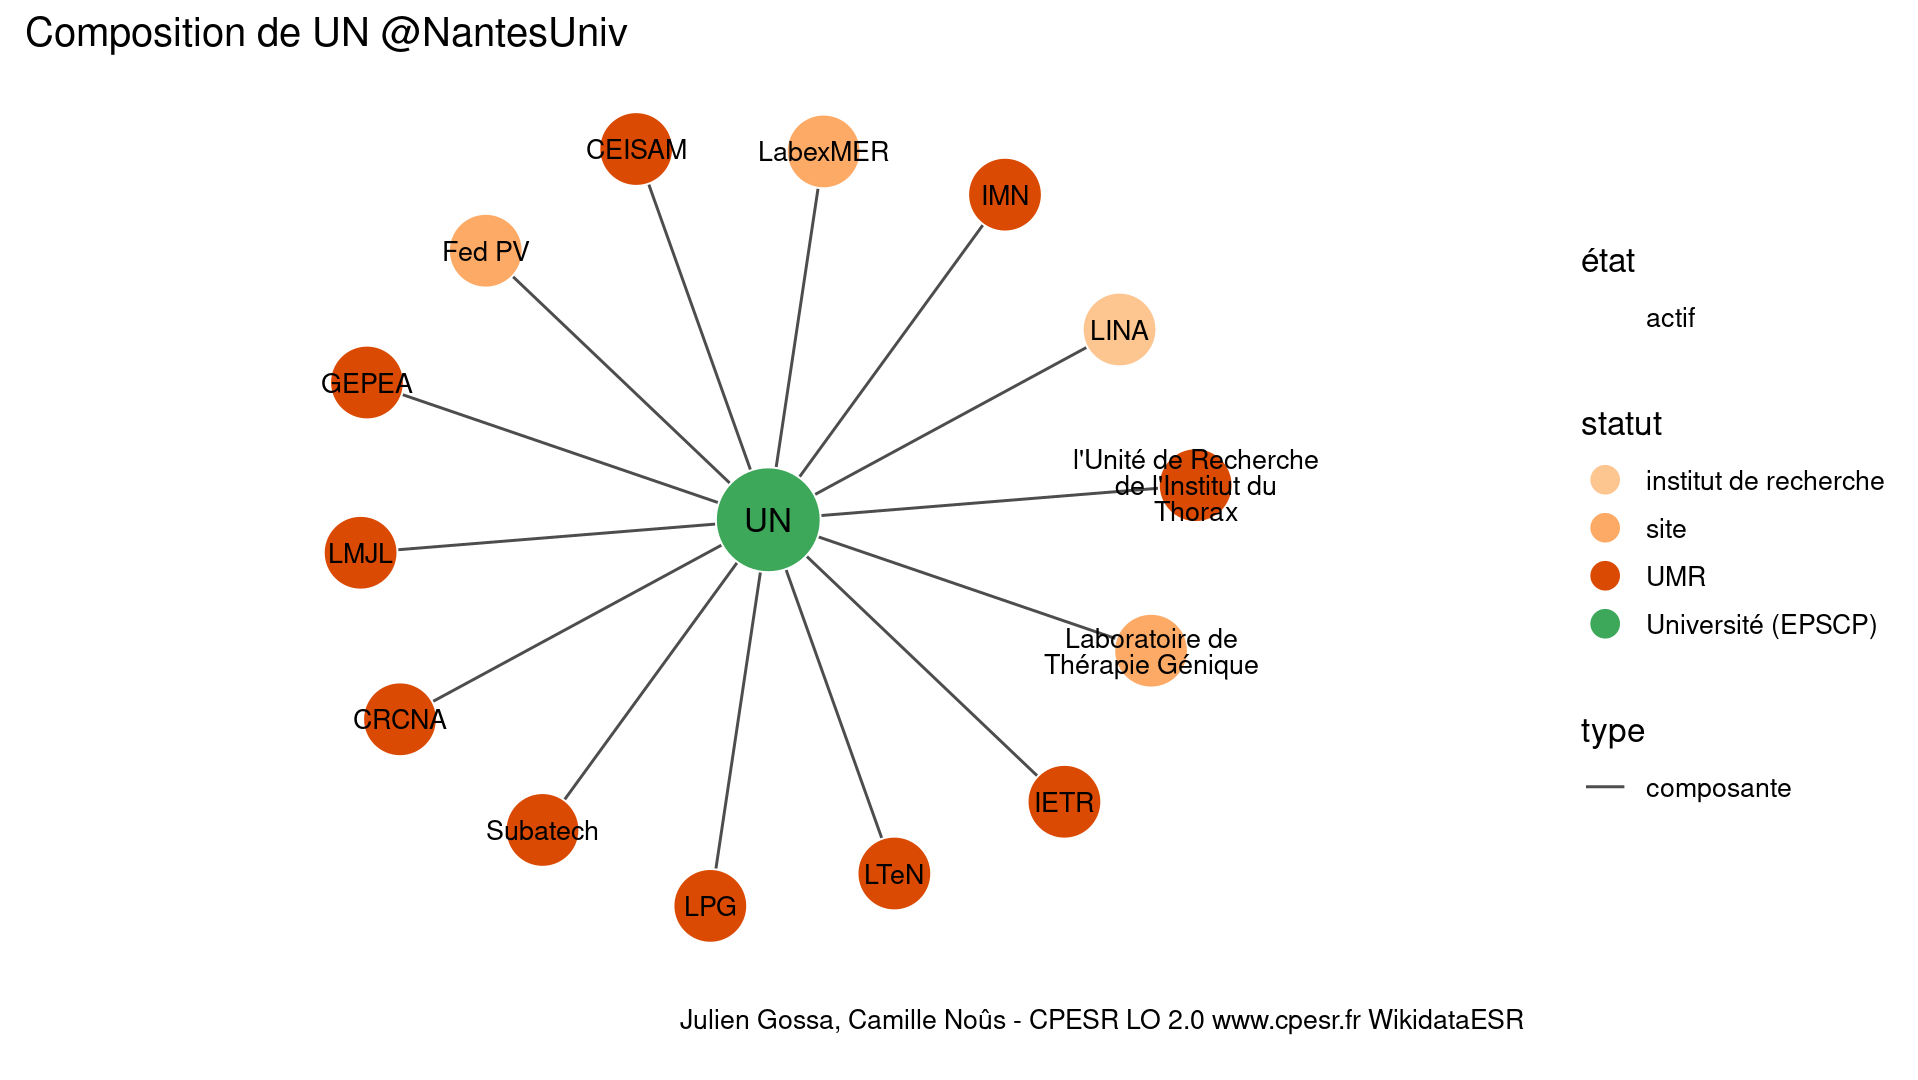 Composition de UN @NantesUniv
CEISAM
LabexMER
IMN
Fed PV
LINA
GEPEA
l'Unité de Recherche
de l'Institut du
Thorax
UN
LMJL
Laboratoire de
Thérapie Génique
CRCNA
IETR
Subatech
LTeN
LPG
état
actif
statut
institut de recherche
site
UMR
Université (EPSCP)
type
composante
Julien Gossa, Camille Noûs - CPESR LO 2.0 www.cpesr.fr WikidataESR